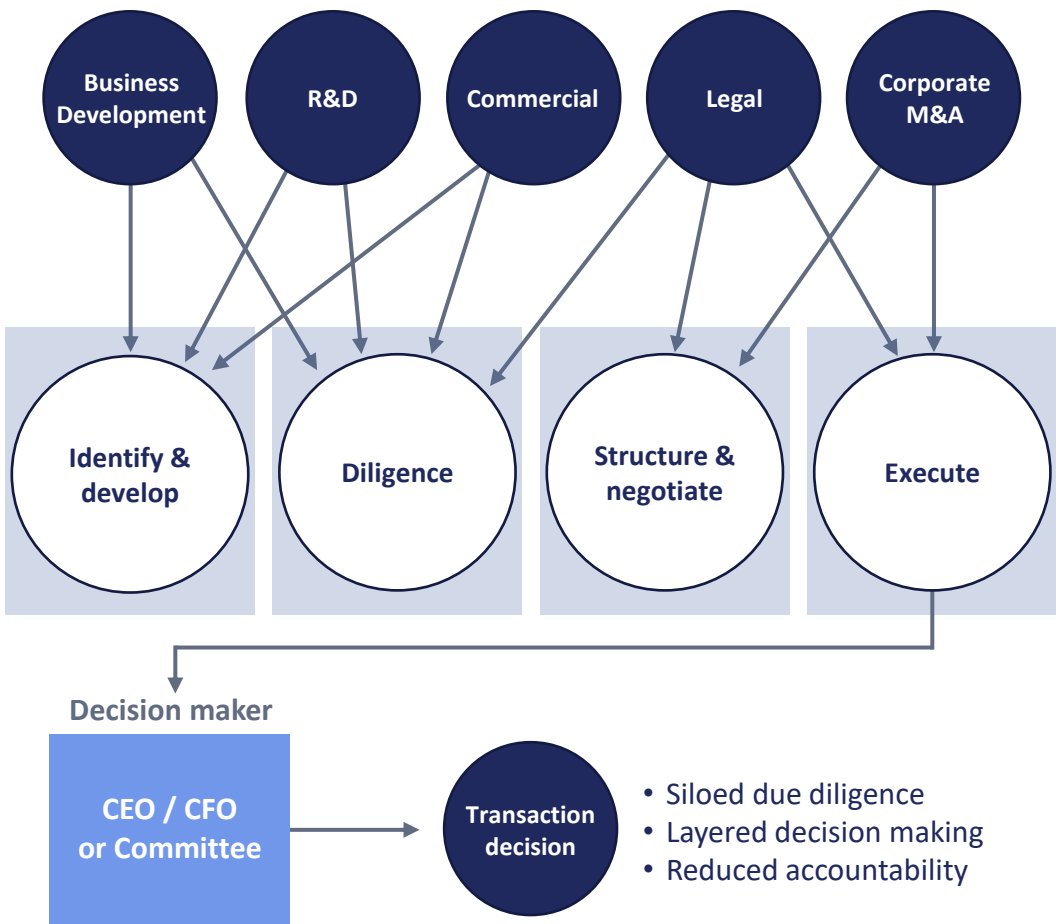 Business
Development
R&D
Commercial
Legal
Corporate
M&A
Identify &
develop
Diligence
Structure &
negotiate
Execute
Decision maker
CEO / CFO
or Committee
Transaction
decision
• Siloed due diligence
• Layered decision making
• Reduced accountability